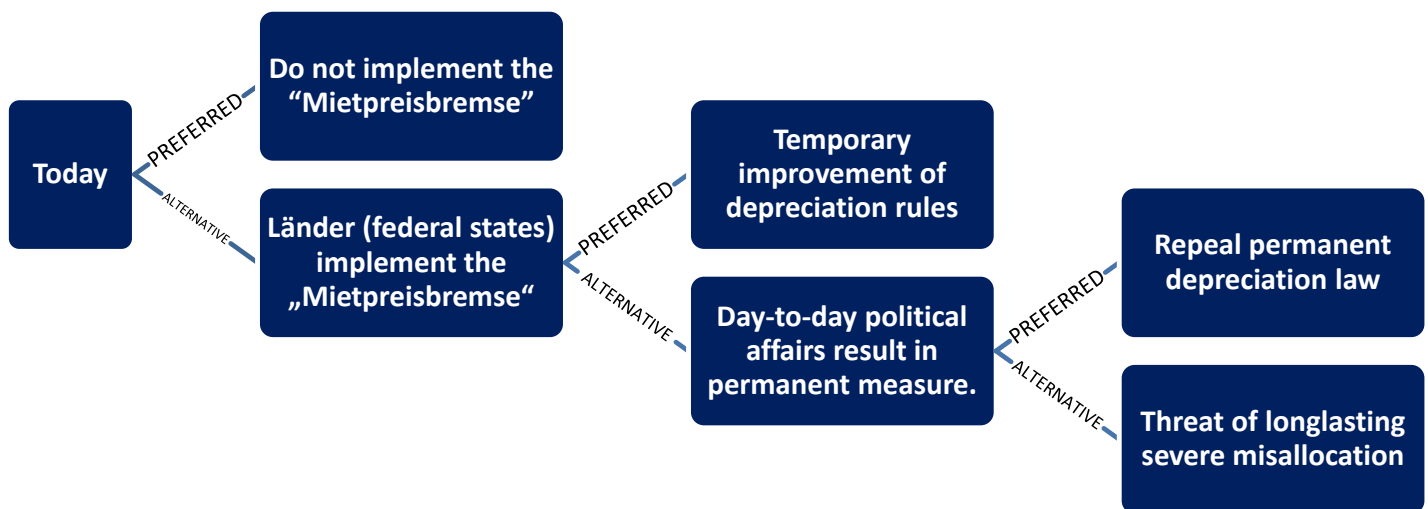 Today
PREFERRED
ALTERNATIVE
Do not implement the
“Mietpreisbremse”
Länder (federal states)
implement the
„Mietpreisbremse“
PREFERRED
ALTERNATIVE
Temporary
improvement of
depreciation rules
Day-to-day political
affairs result in
permanent measure.
PREFERRED
ALTERNATIVE
Repeal permanent
depreciation law
Threat of longlasting
severe misallocation